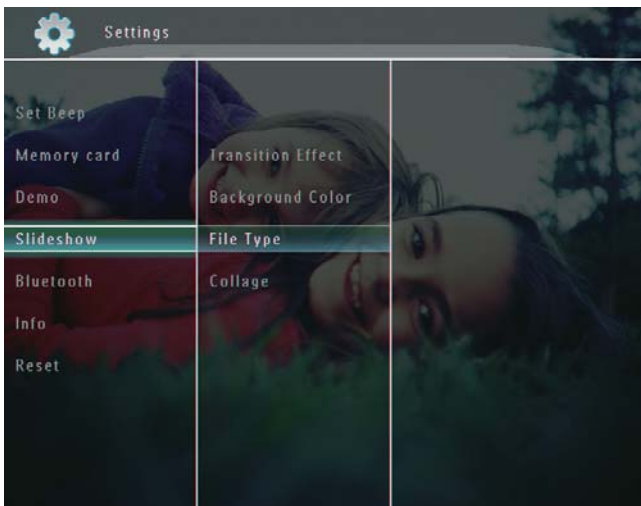 Settings
Set Beep
Memory card
Demo
Slideshow
Bluetooth
Info
Reset
Transition Effect
Background Color
File Type
Collage